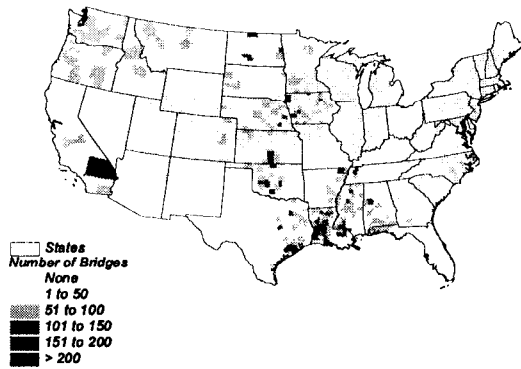 States
Number of Bridges
None
1 to 50
51 to 100
101 to 150
151 to 200
> 200